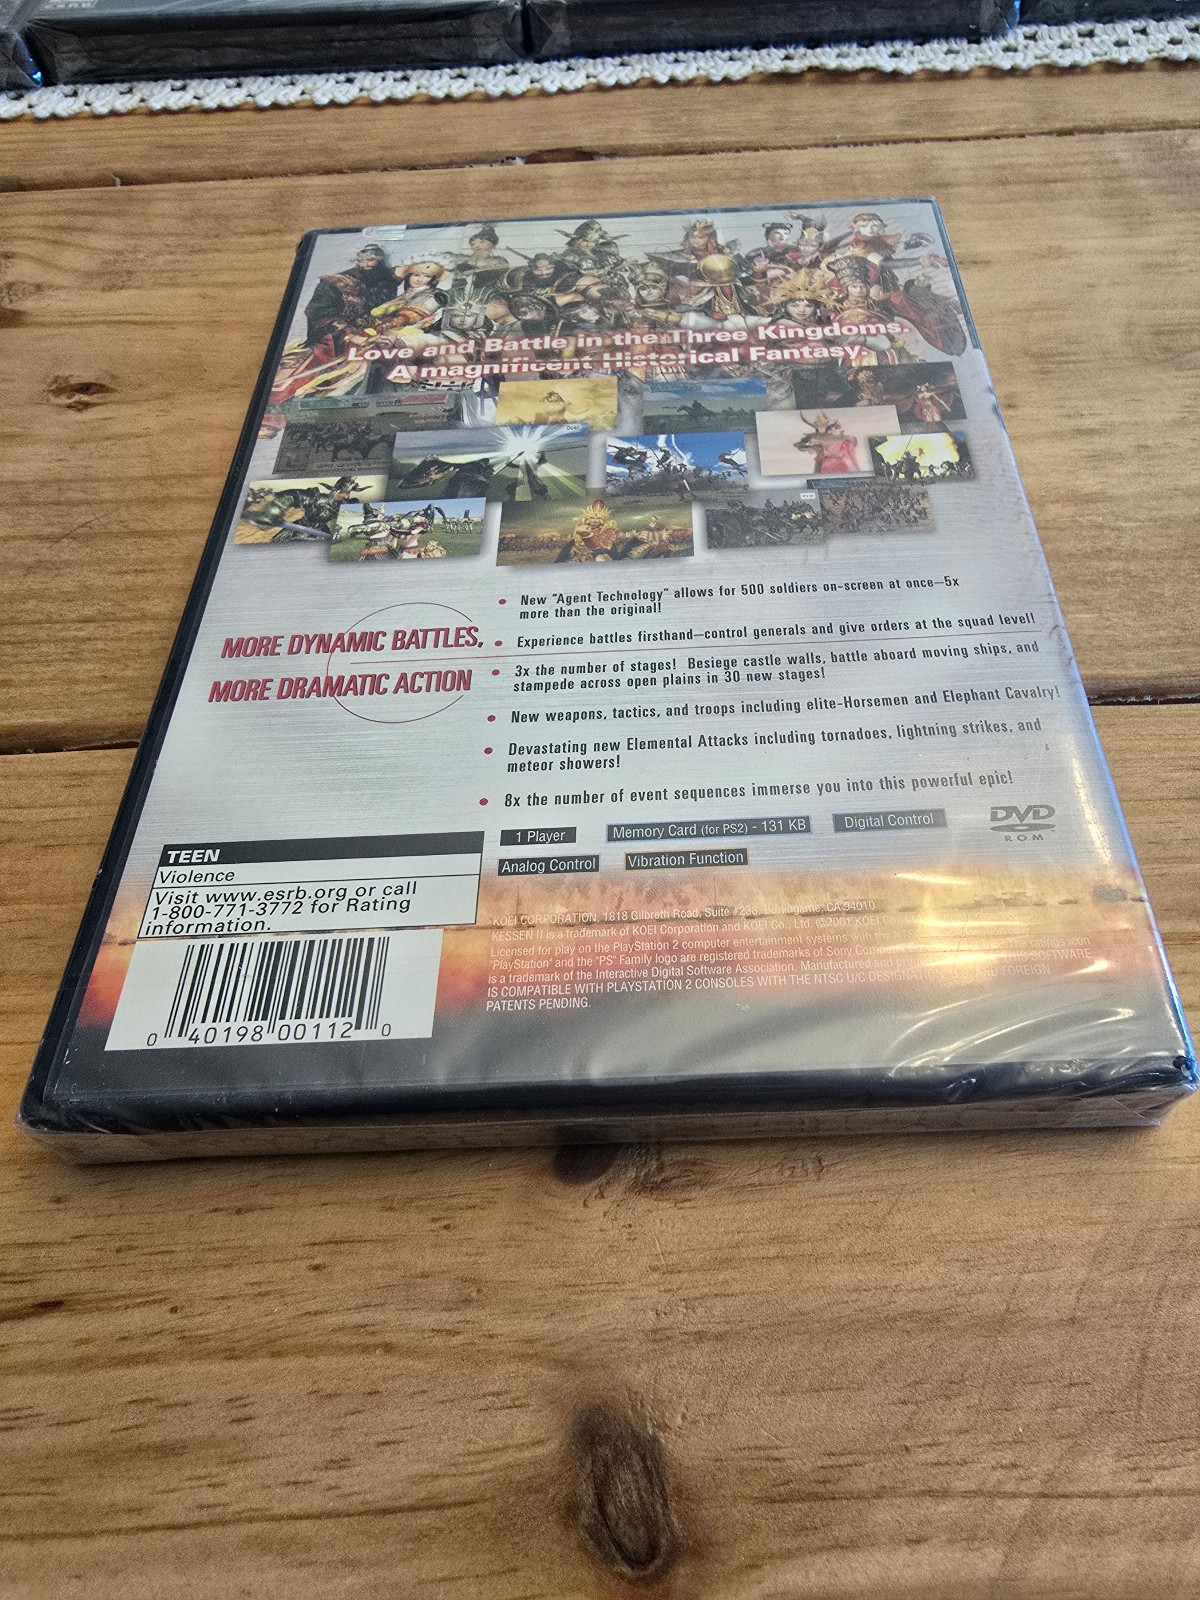 Love and Battle in the Three Kingdoms.
A magnificent Historical Fantasy.
Duel
MORE DYNAMIC BATTLES,
MORE DRAMATIC ACTION
• New "Agent Technology" allows for 500 soldiers on-screen at once—5x
more than the original!
• Experience battles firsthand—control generals and give orders at the squad level!
• 3x the number of stages! Besiege castle walls, battle aboard moving ships, and
stampede across open plains in 30 new stages!
• New weapons, tactics, and troops including elite-Horsemen and Elephant Cavalry!
• Devastating new Elemental Attacks including tornadoes, lightning strikes, and
meteor showers!
• 8x the number of event sequences immerse you into this powerful epic!
1 Player
Memory Card (for PS2) - 131 KB
Digital Control
DVD
ROM
Analog Control
Vibration Function
TEEN
Violence
Visit www.esrb.org or call
1-800-771-3772 for Rating
information.
0 40198 00112 0
KOEI CORPORATION, 1818 Gilbreth Road, Suite #235, Burlingame, CA 94010
KESSEN II is a trademark of KOEI Corporation and KOEI Co., Ltd. ©2001 KOEI
Licensed for play on the PlayStation 2 computer entertainment systems with the
"PlayStation" and the "PS" Family logo are registered trademarks of Sony rating icon
is a trademark of the Interactive Digital Software Association. Manufactured SOFTWARE
IS COMPATIBLE WITH PLAYSTATION 2 CONSOLES WITH THE NTSC U/C AND FOREIGN
PATENTS PENDING.